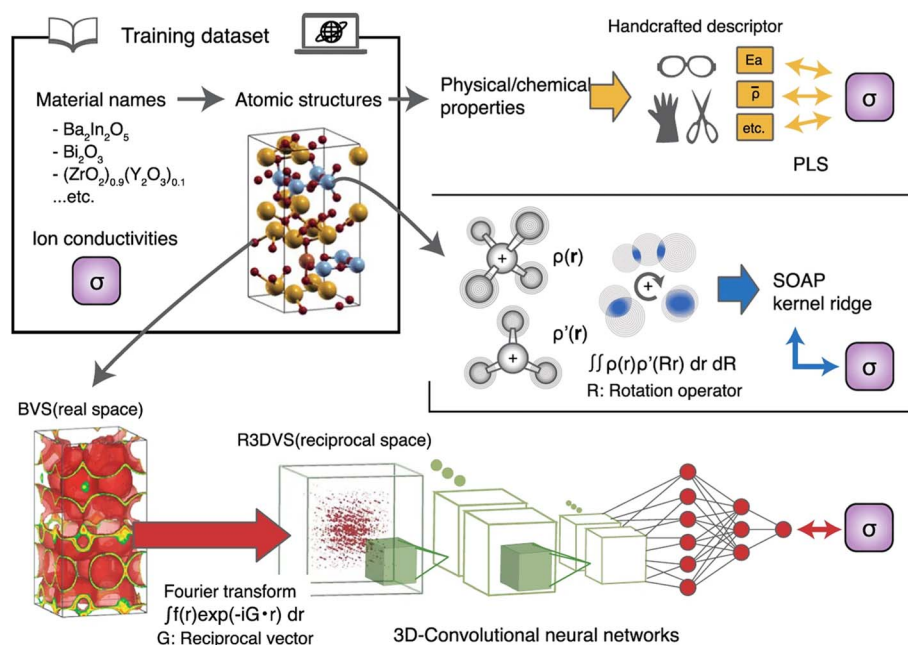 Training dataset
Material names
Atomic structures
- Ba₂In₂O₅
- Bi₂O₃
- (ZrO₂)₀.₉(Y₂O₃)₀.₁
...etc.
Ion conductivities
σ
Physical/chemical
properties
Handcrafted descriptor
Ea
ρ̄
etc.
σ
PLS
+
ρ(r)
+
ρ'(r)
+
∫∫ρ(r)ρ'(Rr) dr dR
R: Rotation operator
SOAP
kernel ridge
σ
BVS(real space)
R3DVS(reciprocal space)
Fourier transform
∫f(r)exp(-iG•r) dr
G: Reciprocal vector
3D-Convolutional neural networks
σ